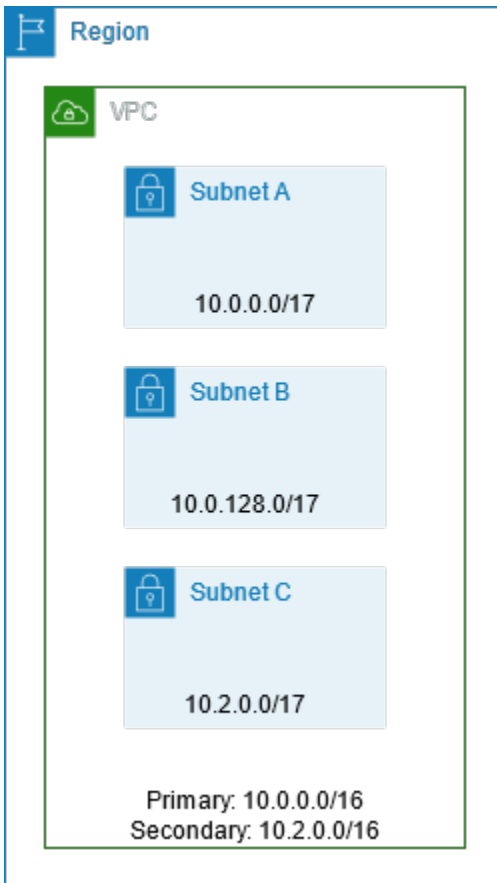 Region
VPC
Subnet A
10.0.0.0/17
Subnet B
10.0.128.0/17
Subnet C
10.2.0.0/17
Primary: 10.0.0.0/16
Secondary: 10.2.0.0/16